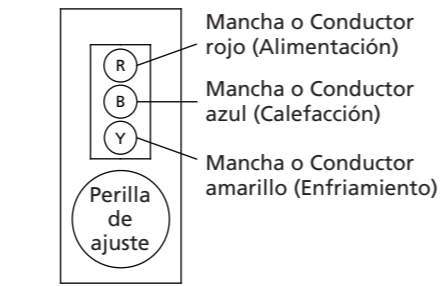 R
Mancha o Conductor
rojo (Alimentación)
B
Mancha o Conductor
azul (Calefacción)
Y
Mancha o Conductor
amarillo (Enfriamiento)
Perilla
de
ajuste